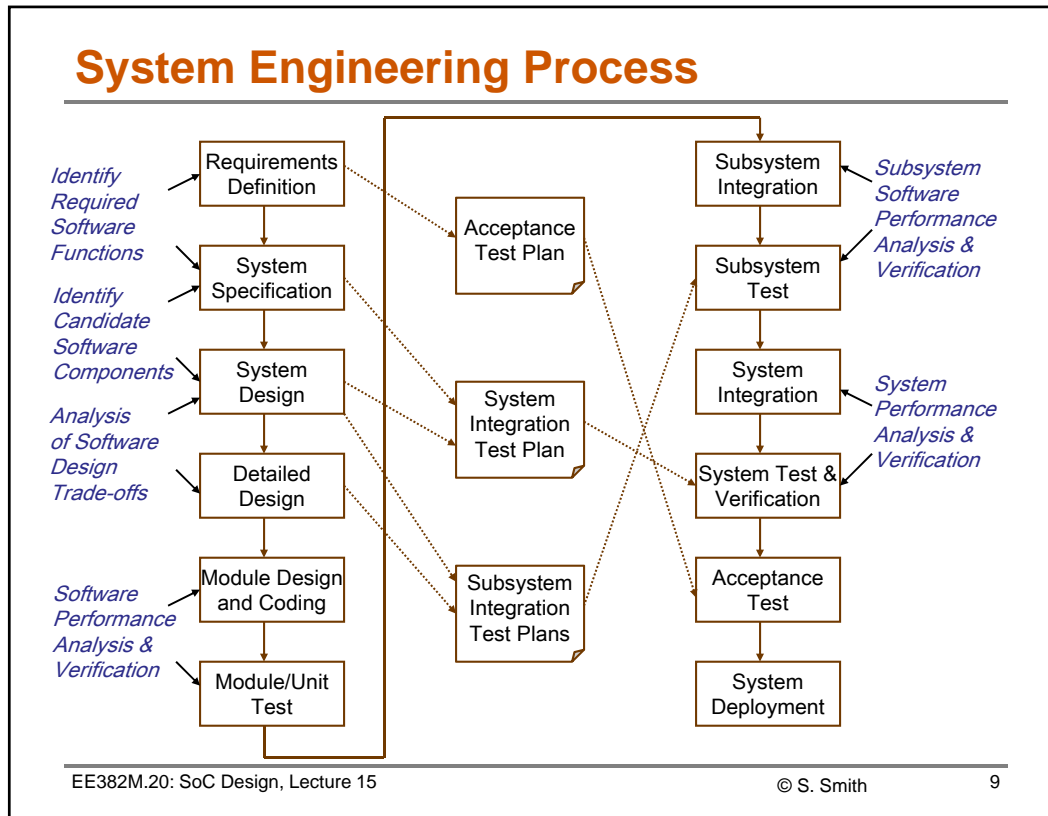 System Engineering Process
Identify
Required
Software
Functions
Identify
Candidate
Software
Components
Analysis
of Software
Design
Trade-offs
Software
Performance
Analysis &
Verification
Requirements
Definition
System
Specification
System
Design
Detailed
Design
Module Design
and Coding
Module/Unit
Test
Acceptance
Test Plan
System
Integration
Test Plan
Subsystem
Integration
Test Plans
Subsystem
Integration
Subsystem
Test
System
Integration
System Test &
Verification
Acceptance
Test
System
Deployment
Subsystem
Software
Performance
Analysis &
Verification
System
Performance
Analysis &
Verification
EE382M.20: SoC Design, Lecture 15
© S. Smith
9